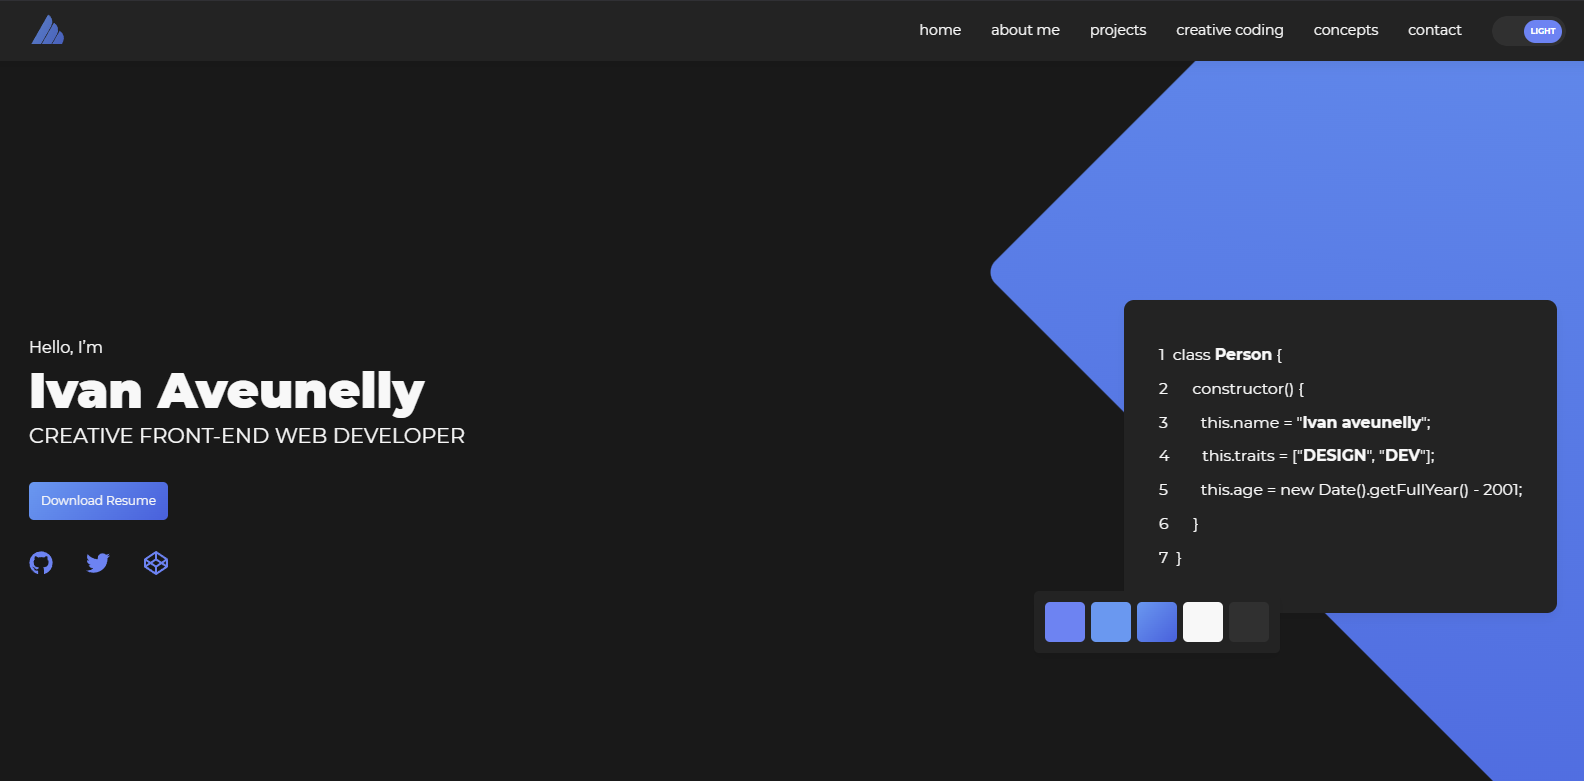 home about me projects creative coding concepts contact LIGHT
Hello, I'm
Ivan Aveunelly
CREATIVE FRONT-END WEB DEVELOPER
Download Resume
1 class Person {
2 constructor() {
3 this.name = "Ivan aveunelly";
4 this.traits = ["DESIGN", "DEV"];
5 this.age = new Date().getFullYear() - 2001;
6 }
7 }